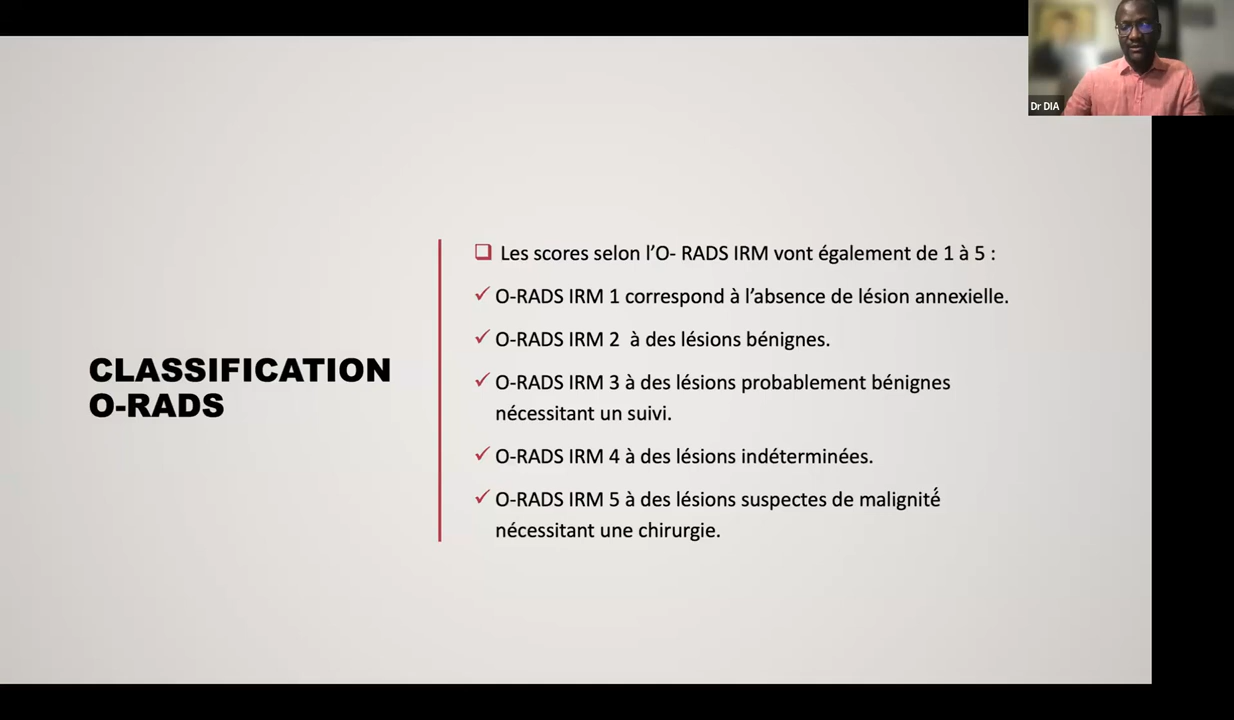 Dr DIA
CLASSIFICATION
O-RADS
Les scores selon l’O- RADS IRM vont également de 1 à 5 :
O-RADS IRM 1 correspond à l’absence de lésion annexielle.
O-RADS IRM 2 à des lésions bénignes.
O-RADS IRM 3 à des lésions probablement bénignes
nécessitant un suivi.
O-RADS IRM 4 à des lésions indéterminées.
O-RADS IRM 5 à des lésions suspectes de malignité́
nécessitant une chirurgie.